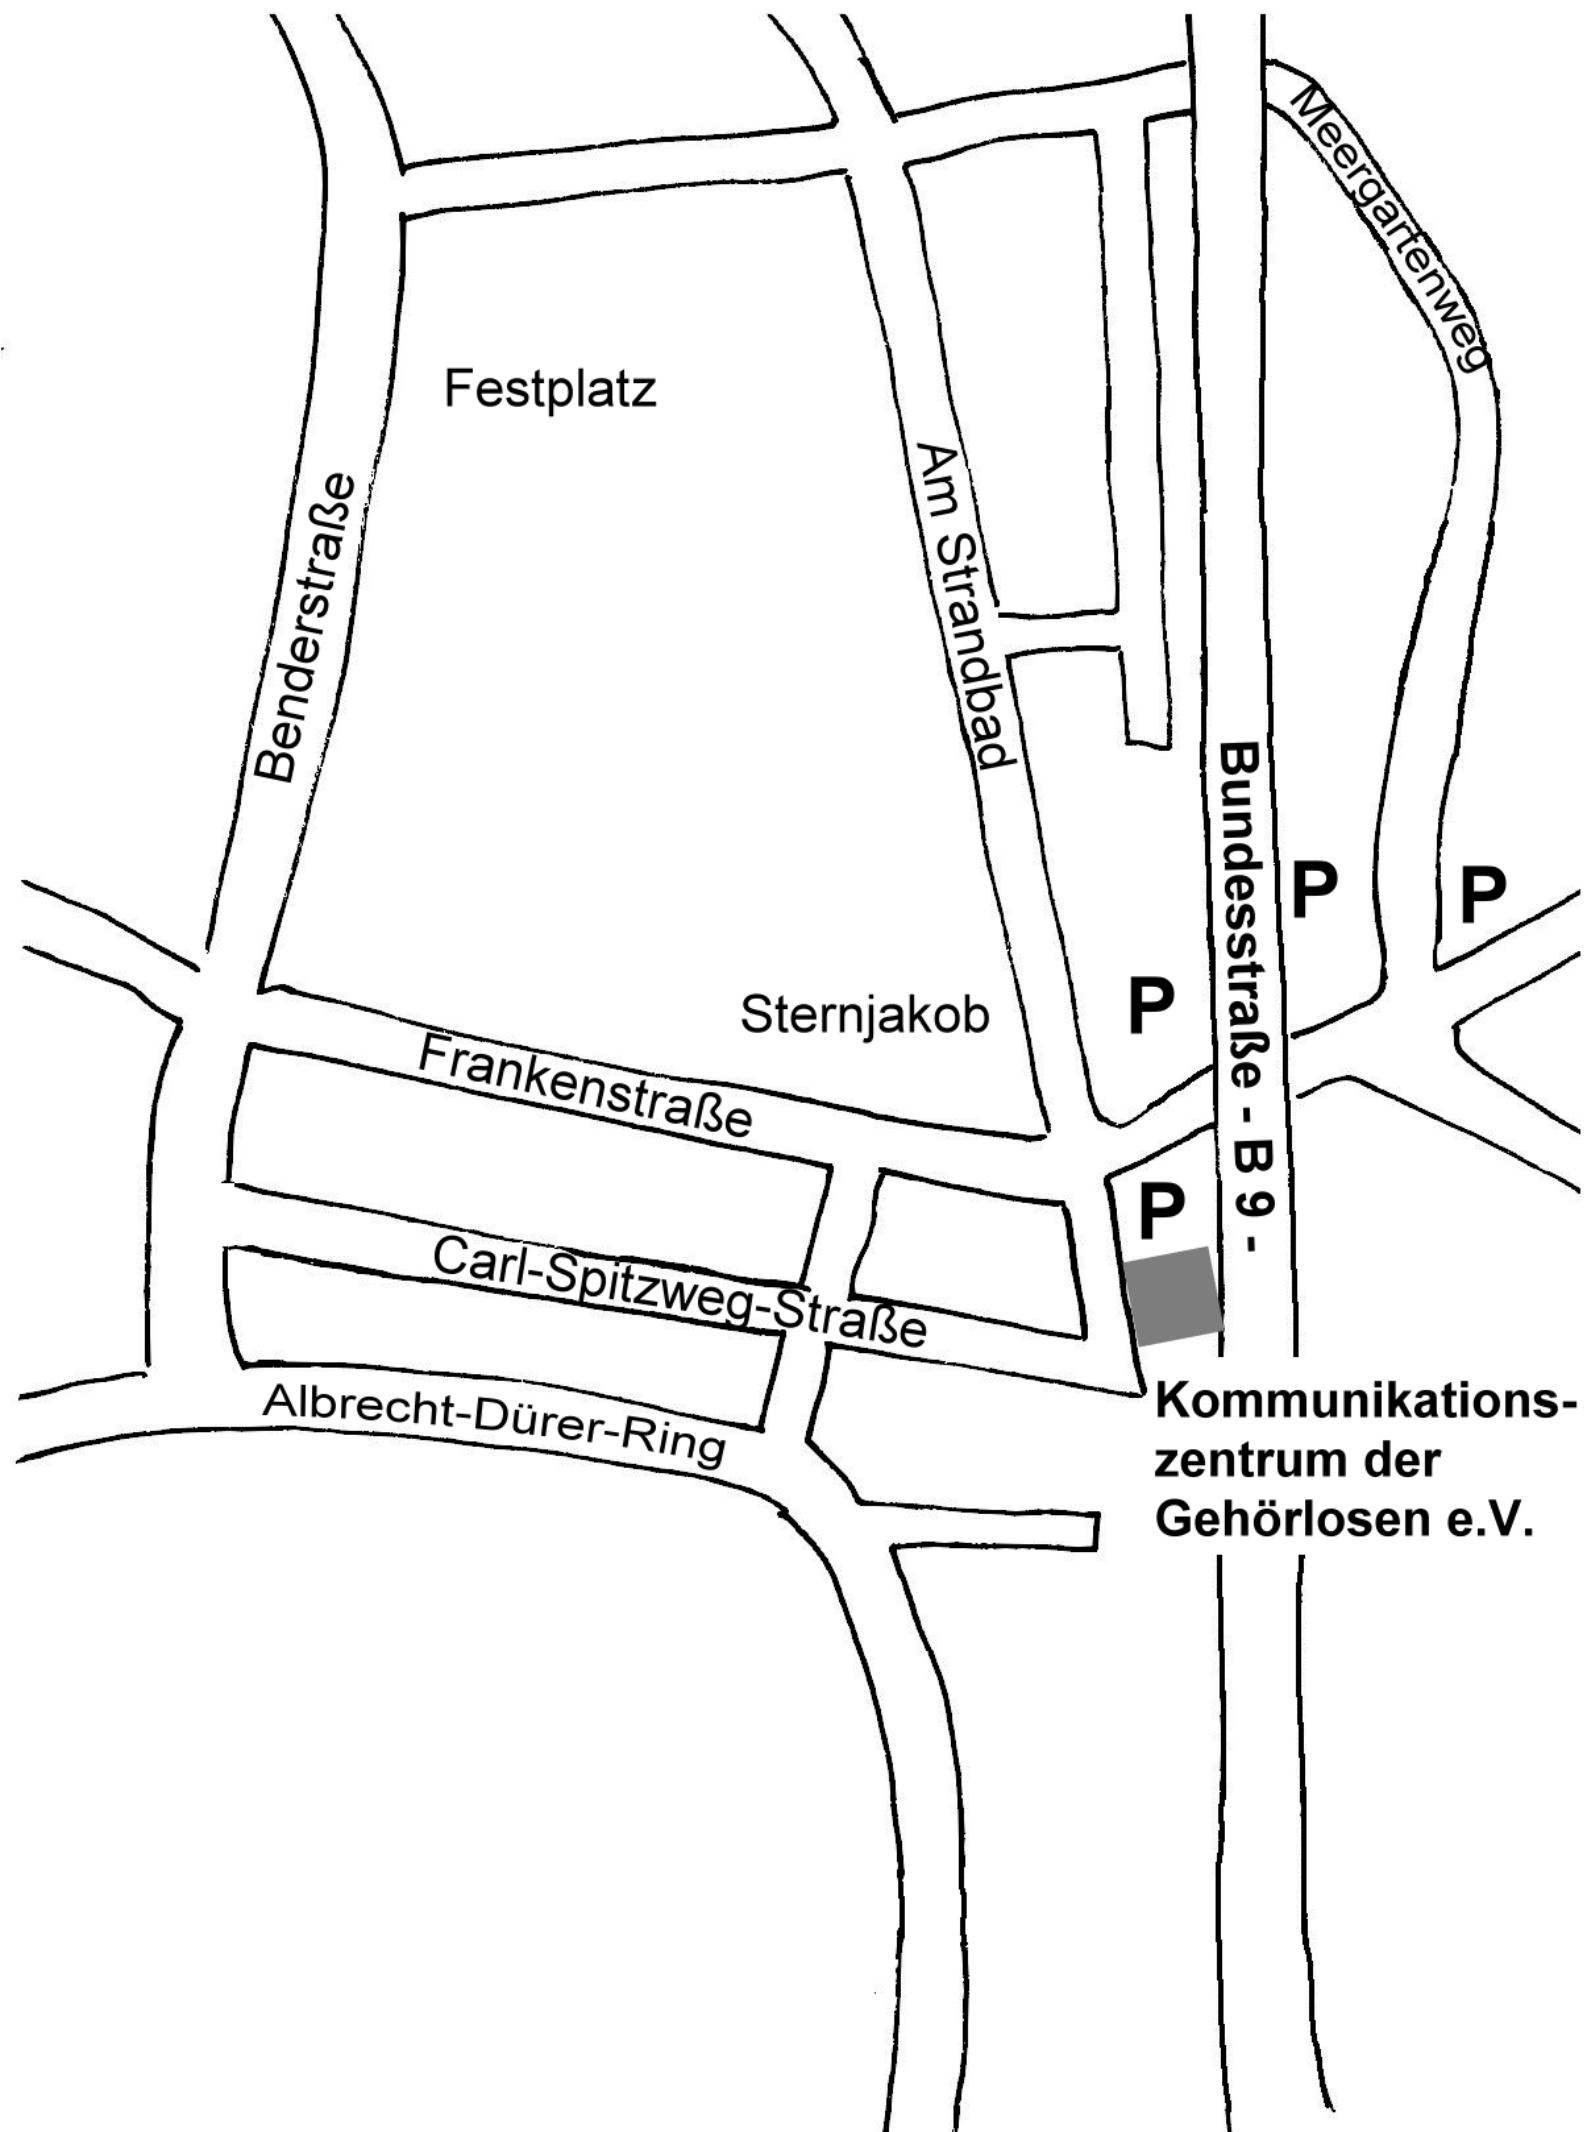 Meergartenweg
Festplatz
Am Strandbad
Benderstraße
Bundesstraße - B 9 -
P
P
P
Sternjakob
Frankenstraße
P
Carl-Spitzweg-Straße
Albrecht-Dürer-Ring
Kommunikations-
zentrum der
Gehörlosen e.V.